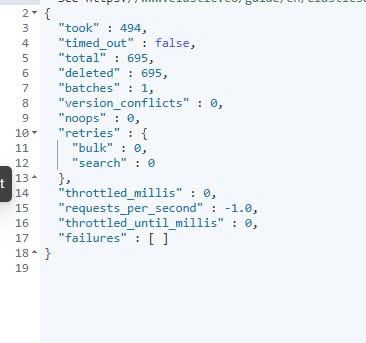 2 {
3 "took" : 494,
4 "timed_out" : false,
5 "total" : 695,
6 "deleted" : 695,
7 "batches" : 1,
8 "version_conflicts" : 0,
9 "noops" : 0,
10 "retries" : {
11 "bulk" : 0,
12 "search" : 0
13 },
14 "throttled_millis" : 0,
15 "requests_per_second" : -1.0,
16 "throttled_until_millis" : 0,
17 "failures" : [ ]
18 }
19
t